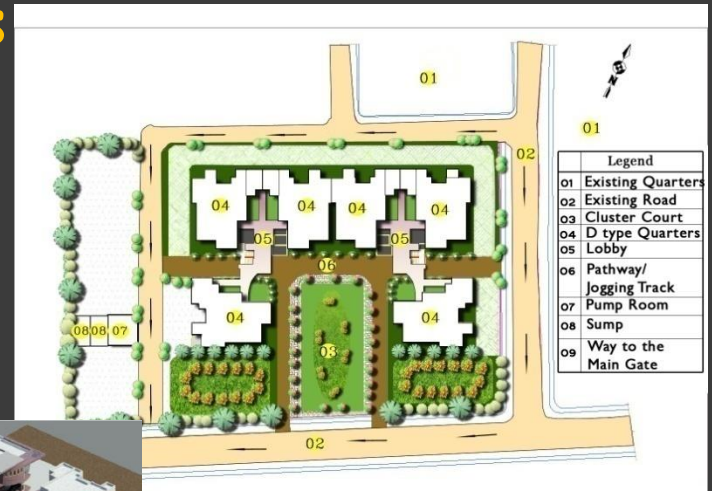 01
01
02
04
04
04
04
05
05
06
04
04
08 08 07
03
02
Legend
01 Existing Quarters
02 Existing Road
03 Cluster Court
04 D type Quarters
05 Lobby
06 Pathway/
Jogging Track
07 Pump Room
08 Sump
09 Way to the
Main Gate